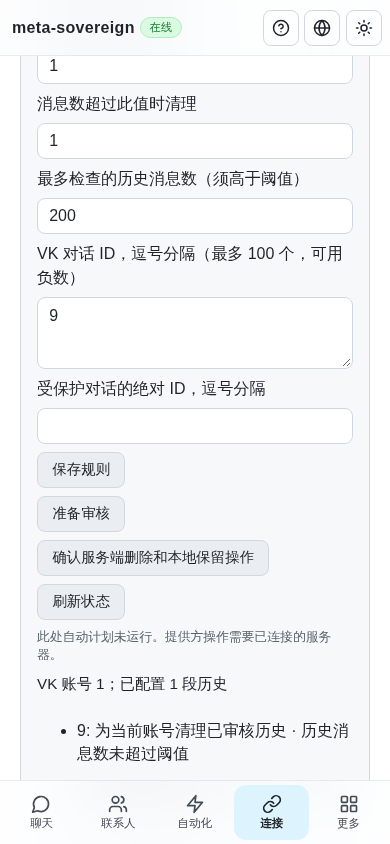 meta-sovereign 在线
1
消息数超过此值时清理
1
最多检查的历史消息数（须高于阈值）
200
VK 对话 ID，逗号分隔（最多 100 个，可用
负数）
9
受保护对话的绝对 ID，逗号分隔
保存规则
准备审核
确认服务端删除和本地保留操作
刷新状态
此处自动计划未运行。提供方操作需要已连接的服务
器。
VK 账号 1；已配置 1 段历史
9: 为当前账号清理已审核历史 · 历史消
息数未超过阈值
聊天 联系人 自动化 连接 更多